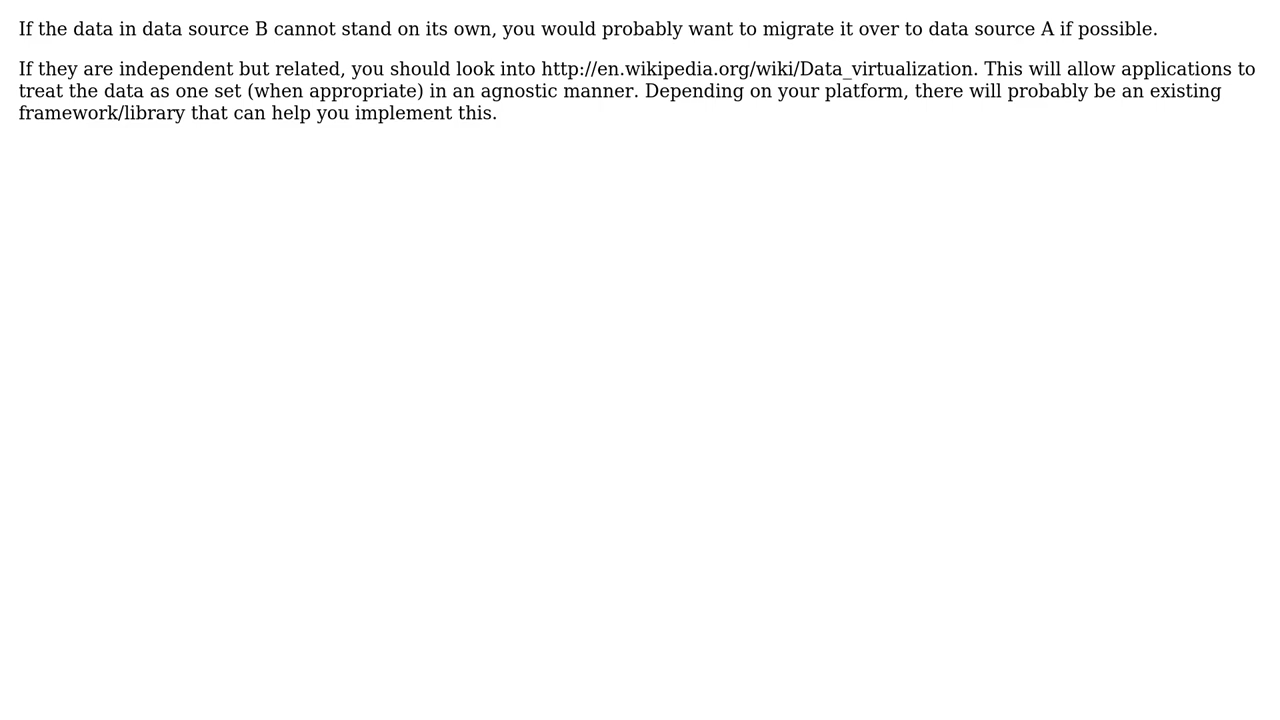 If the data in data source B cannot stand on its own, you would probably want to migrate it over to data source A if possible.
If they are independent but related, you should look into http://en.wikipedia.org/wiki/Data_virtualization. This will allow applications to
treat the data as one set (when appropriate) in an agnostic manner. Depending on your platform, there will probably be an existing
framework/library that can help you implement this.